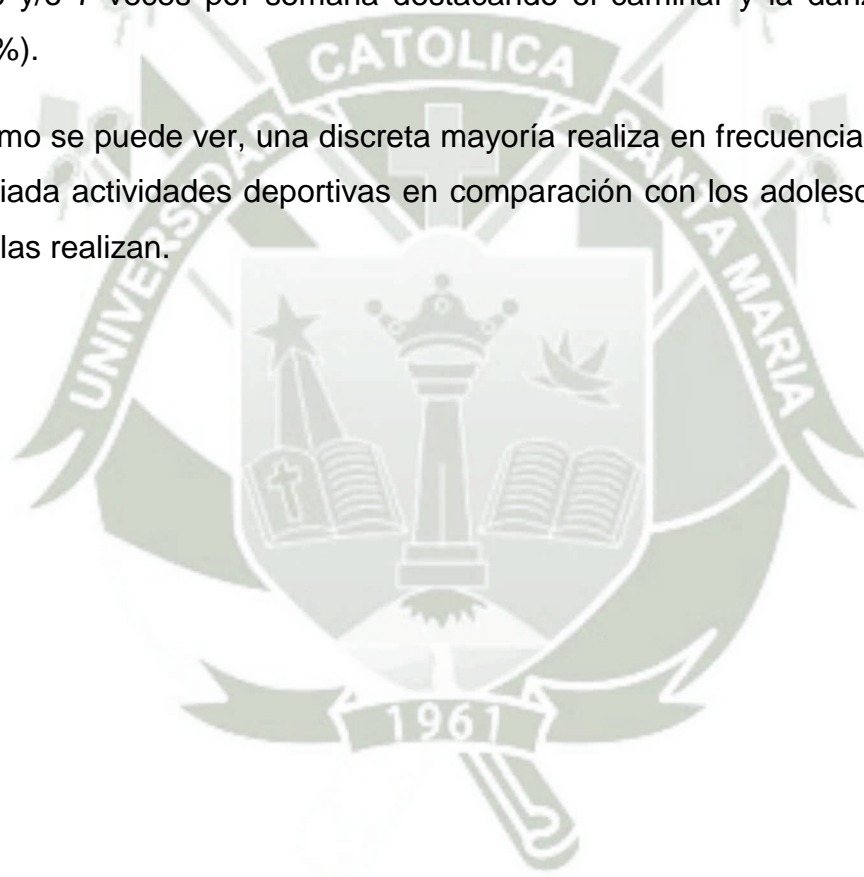 y/o 7 veces por semana destacando el caminar y la danz
%).
mo se puede ver, una discreta mayoría realiza en frecuencia
iada actividades deportivas en comparación con los adolesc
las realizan.
UNIVERSIDAD CATOLICA SANTA MARIA
1961